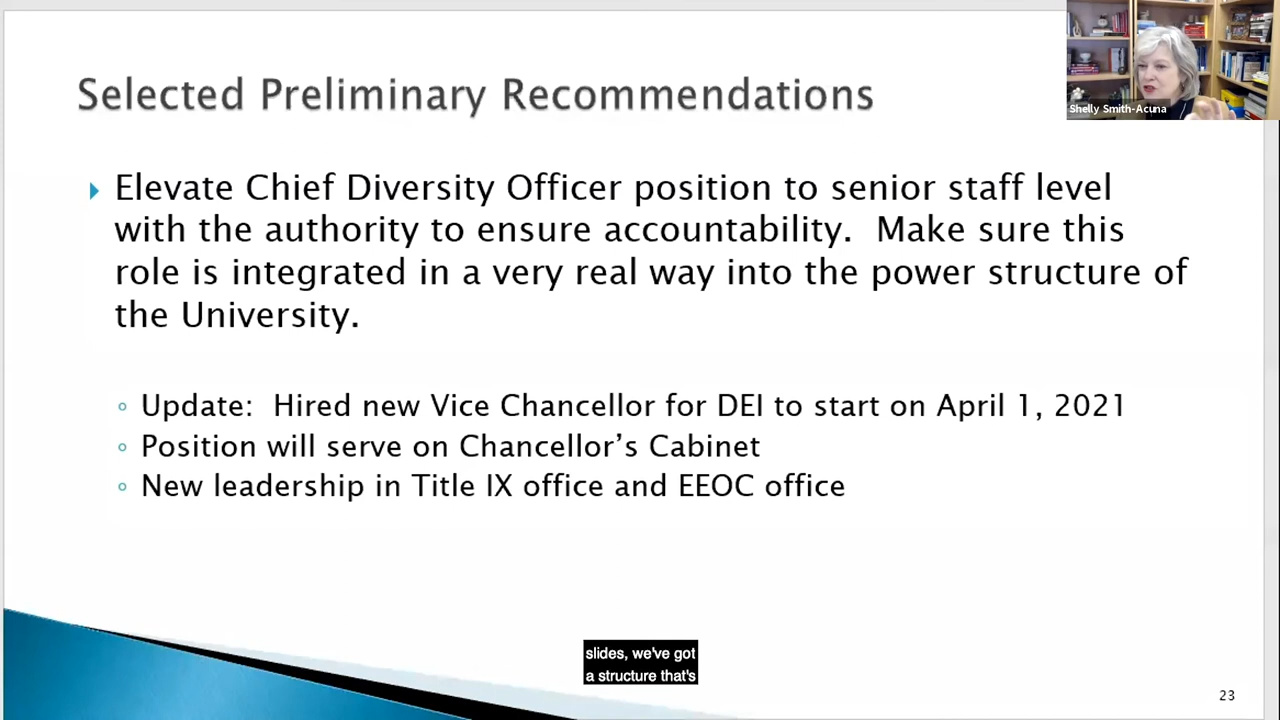 Selected Preliminary Recommendations
Shelly Smith-Acuna
Elevate Chief Diversity Officer position to senior staff level
with the authority to ensure accountability.  Make sure this
role is integrated in a very real way into the power structure of
the University.
Update:  Hired new Vice Chancellor for DEI to start on April 1, 2021
Position will serve on Chancellor’s Cabinet
New leadership in Title IX office and EEOC office
slides, we've got
a structure that's
23